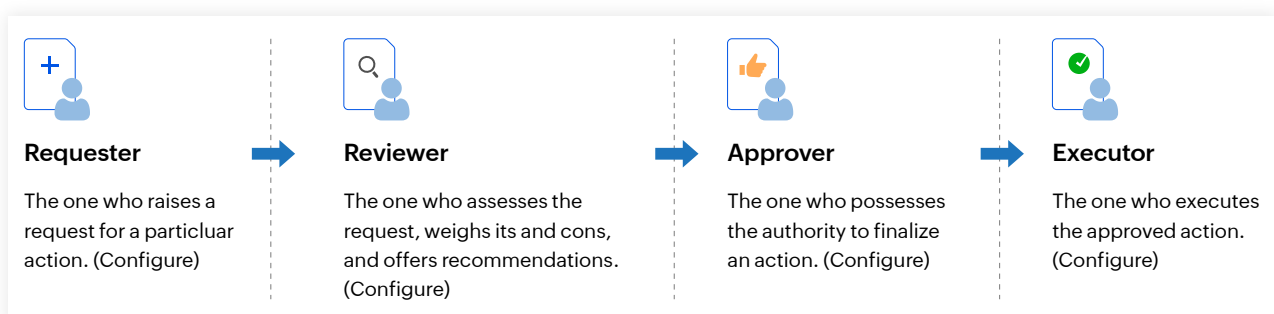 Requester
The one who raises a
request for a particluar
action. (Configure)
Reviewer
The one who assesses the
request, weighs its and cons,
and offers recommendations.
(Configure)
Approver
The one who possesses
the authority to finalize
an action. (Configure)
Executor
The one who executes
the approved action.
(Configure)